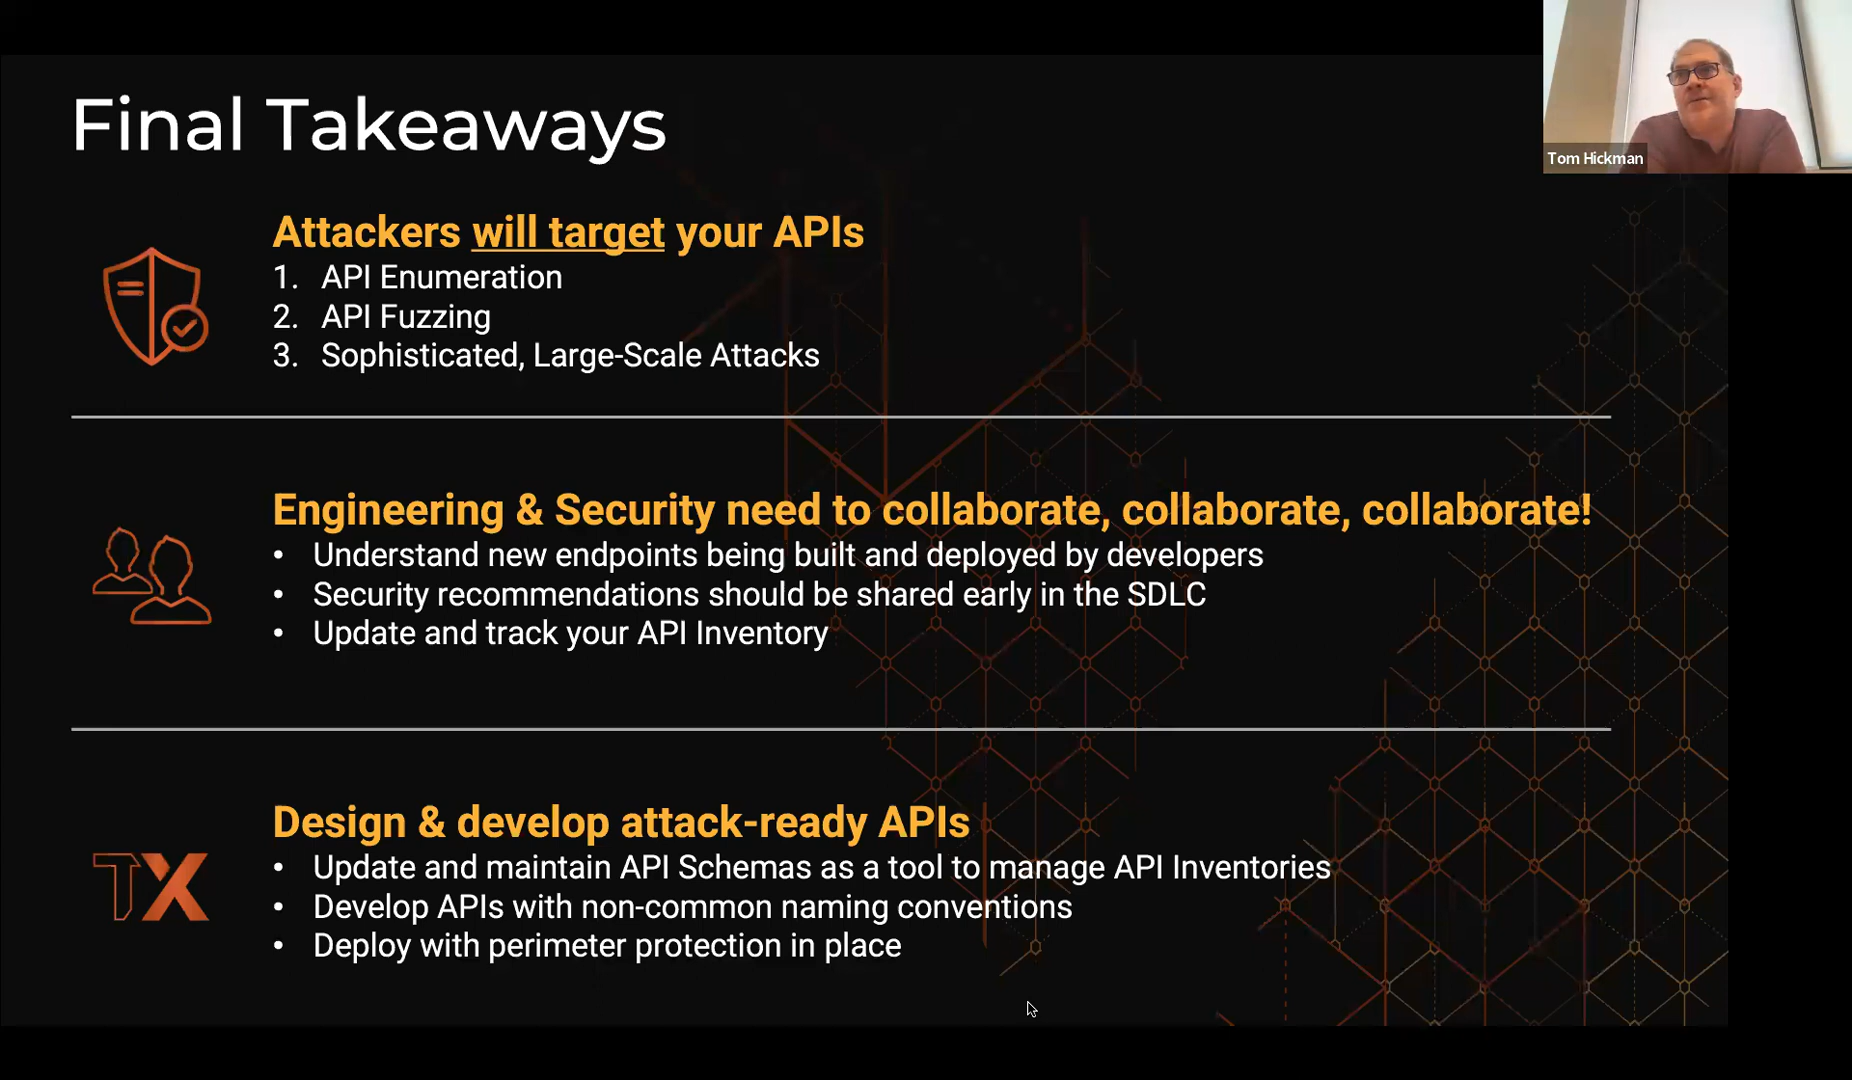 Final Takeaways
Tom Hickman
Attackers will target your APIs
1. API Enumeration
2. API Fuzzing
3. Sophisticated, Large-Scale Attacks
Engineering & Security need to collaborate, collaborate, collaborate!
• Understand new endpoints being built and deployed by developers
• Security recommendations should be shared early in the SDLC
• Update and track your API Inventory
TX
Design & develop attack-ready APIs
• Update and maintain API Schemas as a tool to manage API Inventories
• Develop APIs with non-common naming conventions
• Deploy with perimeter protection in place